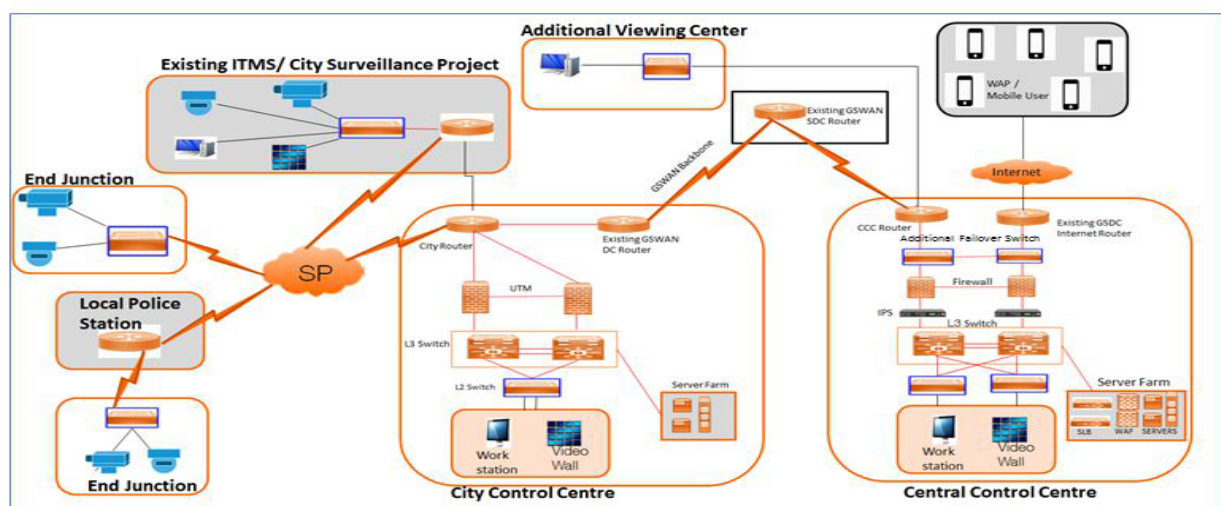 Additional Viewing Center
Existing ITMS/ City Surveillance Project
WAP /
Mobile User
Existing GSWAN
SDC Router
GSWAN Backbone
Internet
End Junction
SP
City Router
Existing GSWAN
DC Router
CCC Router
Existing GSDC
Internet Router
Additional Failover Switch
UTM
Firewall
IPS
Local Police
Station
L3 Switch
L3 Switch
L2 Switch
Server Farm
Server Farm
SLB
WAF
SERVERS
Work
station
Video
Wall
Work
station
Video
Wall
End Junction
City Control Centre
Central Control Centre